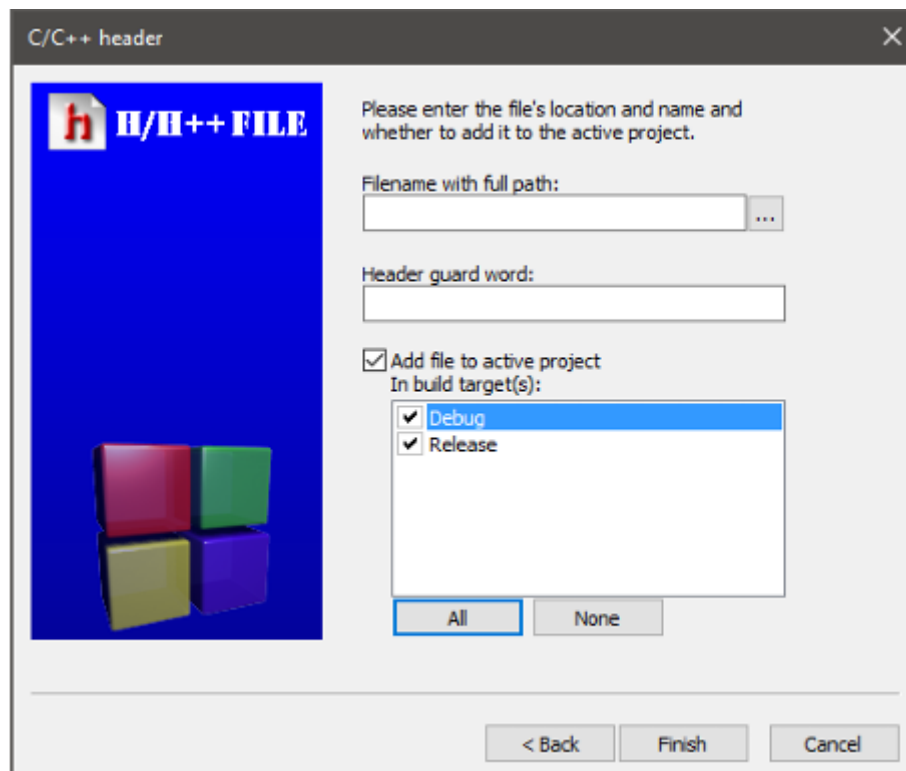 C/C++ header
H/H++ FILE
Please enter the file's location and name and
whether to add it to the active project.
Filename with full path:
...
Header guard word:
Add file to active project
In build target(s):
Debug
Release
All
None
< Back
Finish
Cancel